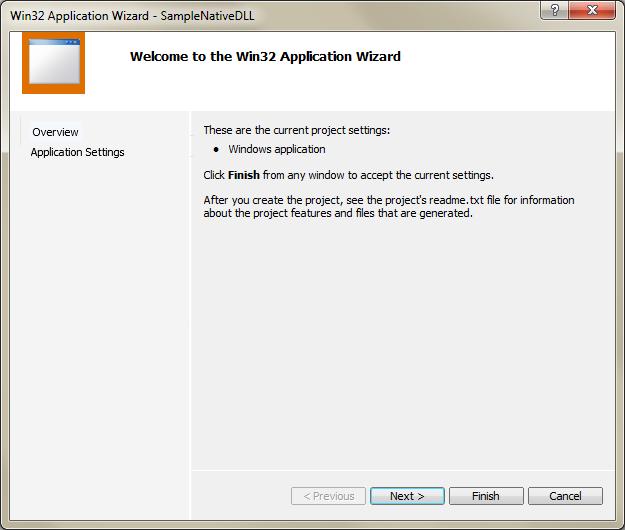 Win32 Application Wizard - SampleNativeDLL
?
Welcome to the Win32 Application Wizard
Overview
Application Settings
These are the current project settings:
• Windows application
Click Finish from any window to accept the current settings.
After you create the project, see the project's readme.txt file for information
about the project features and files that are generated.
< Previous
Next >
Finish
Cancel